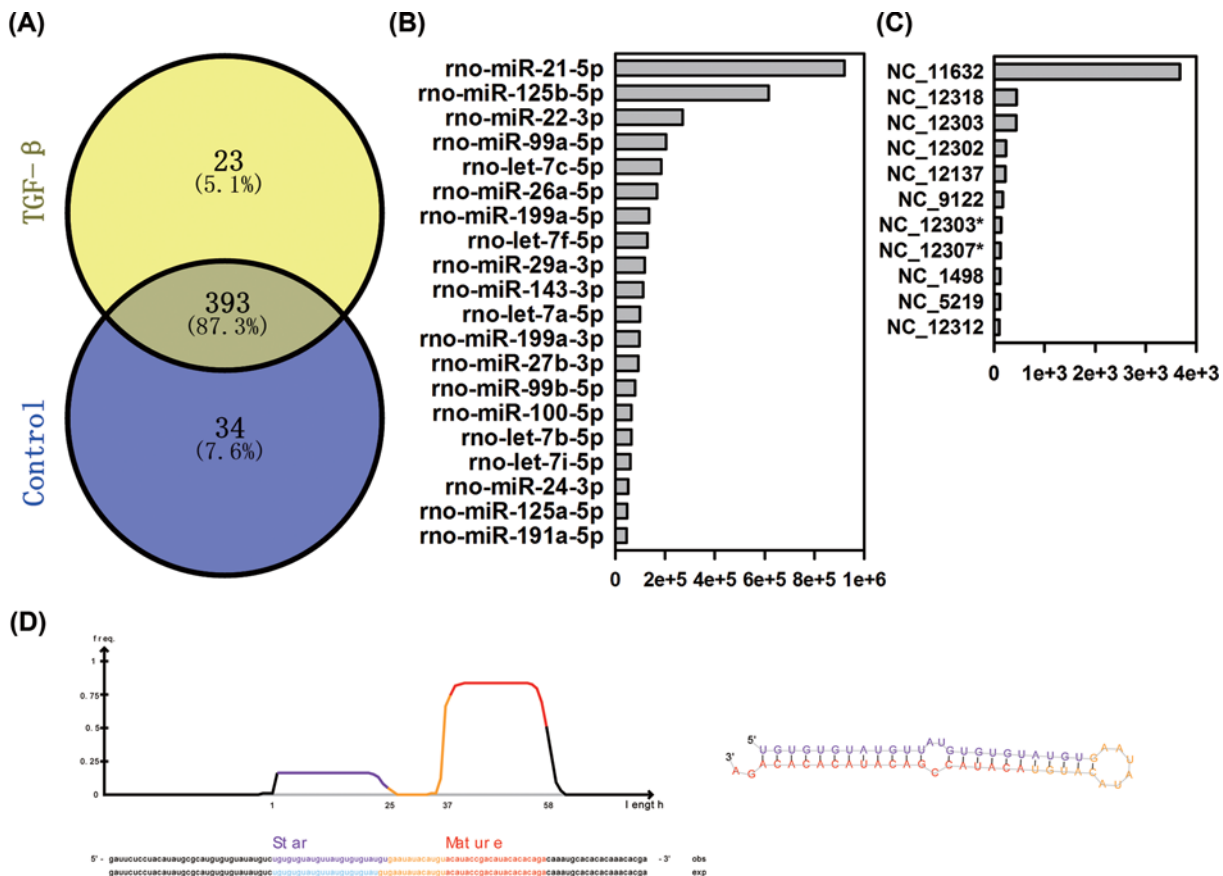 (A)
TGF-β
23
(5.1%)
393
(87.3%)
Control
34
(7.6%)
(B)
rno-miR-21-5p
rno-miR-125b-5p
rno-miR-22-3p
rno-miR-99a-5p
rno-let-7c-5p
rno-miR-26a-5p
rno-miR-199a-5p
rno-let-7f-5p
rno-miR-29a-3p
rno-miR-143-3p
rno-let-7a-5p
rno-miR-199a-3p
rno-miR-27b-3p
rno-miR-99b-5p
rno-miR-100-5p
rno-let-7b-5p
rno-let-7i-5p
rno-miR-24-3p
rno-miR-125a-5p
rno-miR-191a-5p
0 2e+5 4e+5 6e+5 8e+5 1e+6
(C)
NC_11632
NC_12318
NC_12303
NC_12302
NC_12137
NC_9122
NC_12303*
NC_12307*
NC_1498
NC_5219
NC_12312
0 1e+3 2e+3 3e+3 4e+3
(D)
freq.
1
0.75
0.5
0.25
0
1 25 37 58
length
Star Mature
5' - gauucuccuacauaugcgcauguguguauaugucuguguguauguuauguguguaugugaauauacauguacauaccgacauacacacagacaaaugcacacacaaacacga - 3' obs
gauucuccuacauaugcgcauguguguauaugucuguguguauguuauguguguaugugaauauacauguacauaccgacauacacacagacaaaugcacacacaaacacga exp
5'
3'